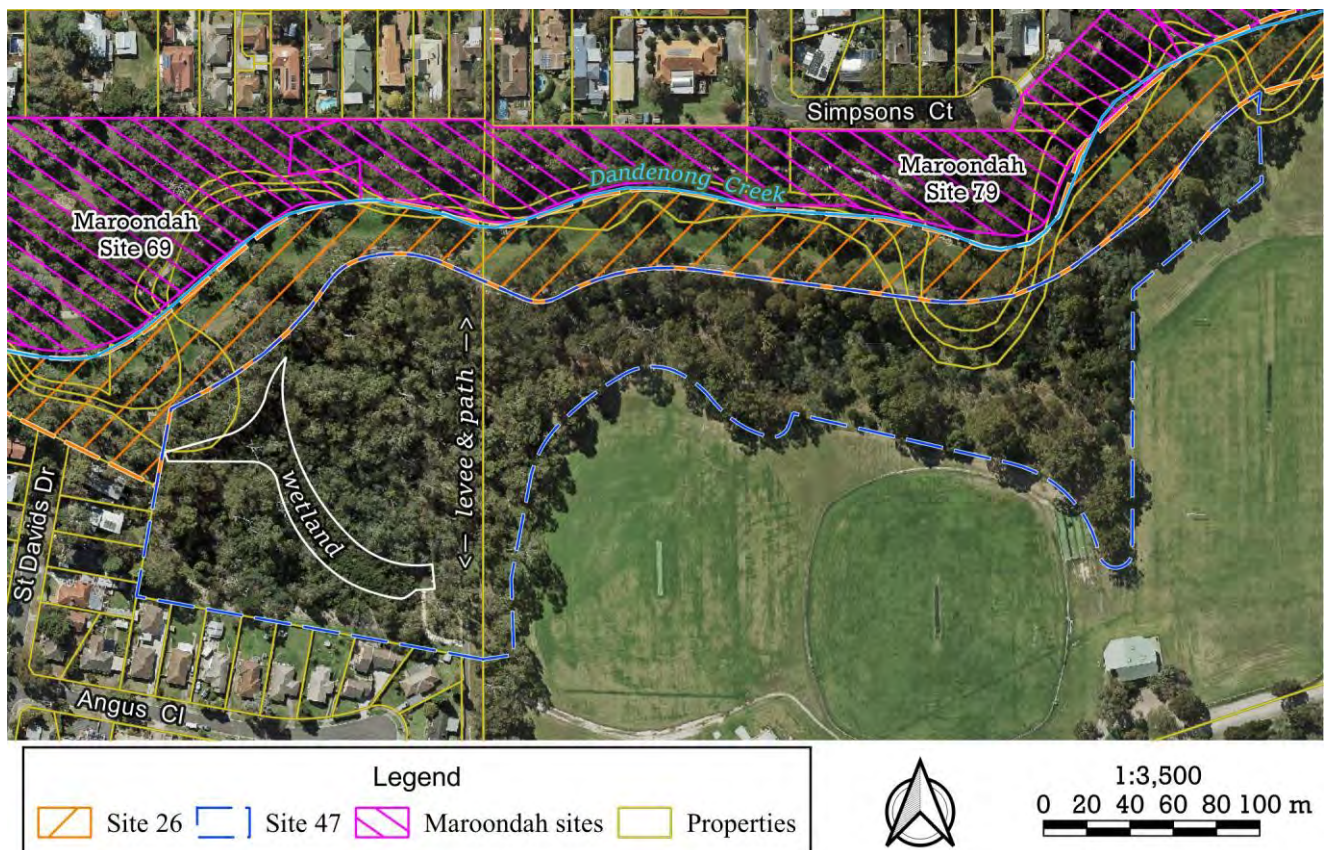 Simpsons Ct
Dandenong Creek
Maroondah
Site 79
Maroondah
Site 69
<— levee & path —>
wetland
St Davids Dr
Angus Cl
Legend
Site 26
Site 47
Maroondah sites
Properties
1:3,500
0 20 40 60 80 100 m